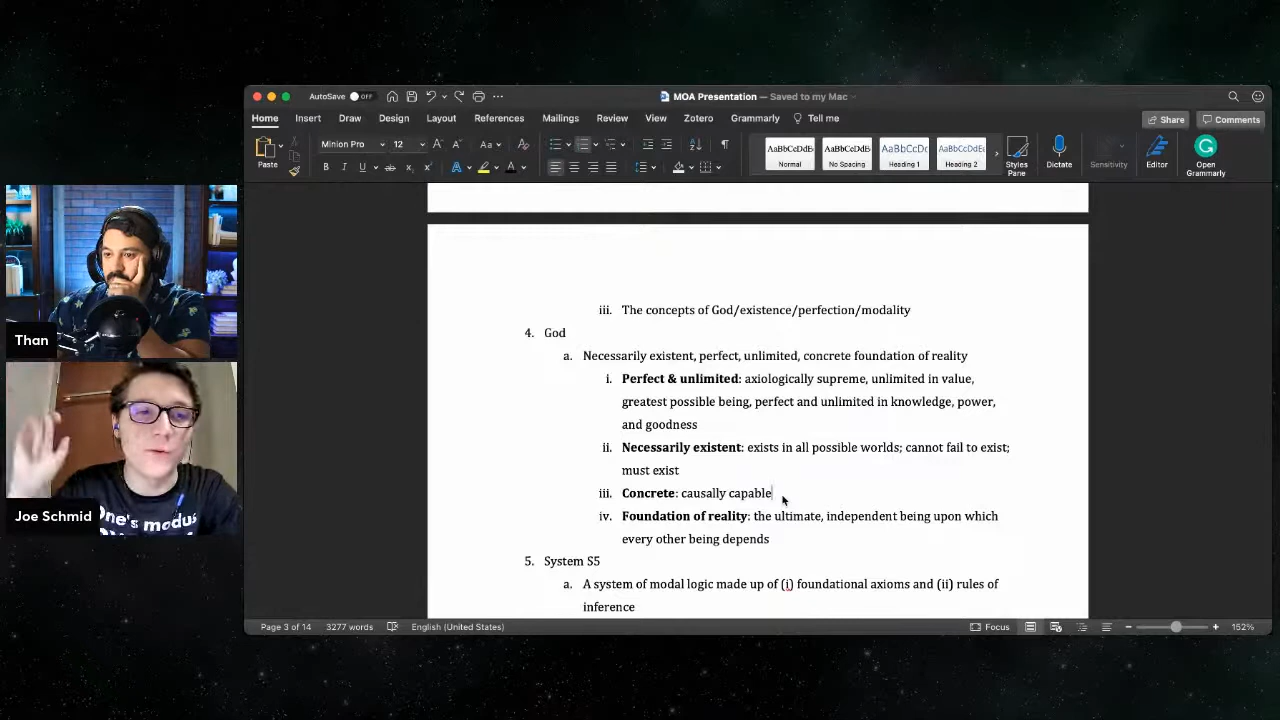 AutoSave OFF
MOA Presentation — Saved to my Mac
Home Insert Draw Design Layout References Mailings Review View Zotero Grammarly Tell me
Share Comments
Paste
Minion Pro 12
AaBbCcDdE AaBbCcDdE AaBbCcDc AaBbCcDdE
Normal No Spacing Heading 1 Heading 2
Styles Pane
Dictate
Sensitivity
Editor
Open Grammarly
iii. The concepts of God/existence/perfection/modality
4. God
a. Necessarily existent, perfect, unlimited, concrete foundation of reality
i. Perfect & unlimited: axiologically supreme, unlimited in value,
greatest possible being, perfect and unlimited in knowledge, power,
and goodness
ii. Necessarily existent: exists in all possible worlds; cannot fail to exist;
must exist
iii. Concrete: causally capable
iv. Foundation of reality: the ultimate, independent being upon which
every other being depends
5. System S5
a. A system of modal logic made up of (i) foundational axioms and (ii) rules of
inference
Page 3 of 14 3277 words English (United States) Focus 152%
Than
Joe Schmid
One's modus